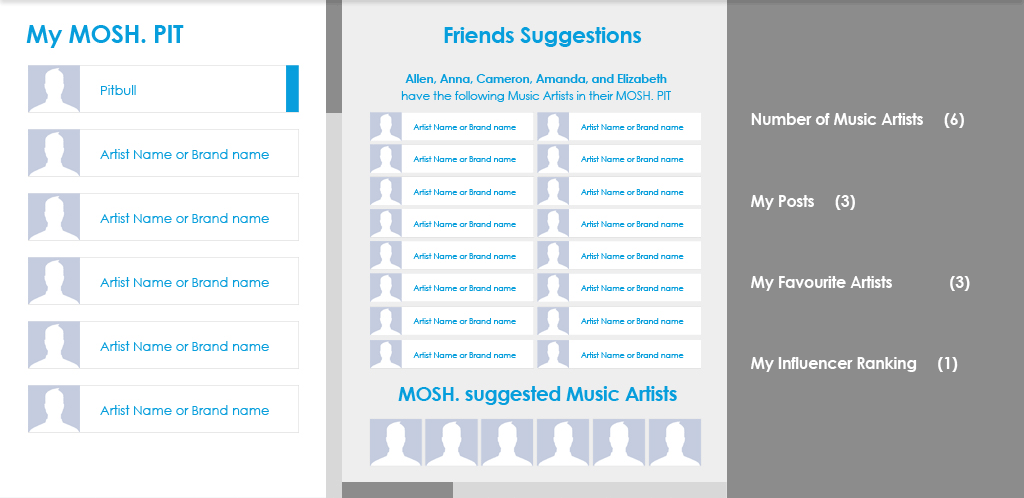 My MOSH. PIT
Pitbull
Artist Name or Brand name
Artist Name or Brand name
Artist Name or Brand name
Artist Name or Brand name
Artist Name or Brand name
Friends Suggestions
Allen, Anna, Cameron, Amanda, and Elizabeth
have the following Music Artists in their MOSH. PIT
Artist Name or Brand name Artist Name or Brand name
Artist Name or Brand name Artist Name or Brand name
Artist Name or Brand name Artist Name or Brand name
Artist Name or Brand name Artist Name or Brand name
Artist Name or Brand name Artist Name or Brand name
Artist Name or Brand name Artist Name or Brand name
Artist Name or Brand name Artist Name or Brand name
Artist Name or Brand name Artist Name or Brand name
MOSH. suggested Music Artists
Number of Music Artists (6)
My Posts (3)
My Favourite Artists (3)
My Influencer Ranking (1)